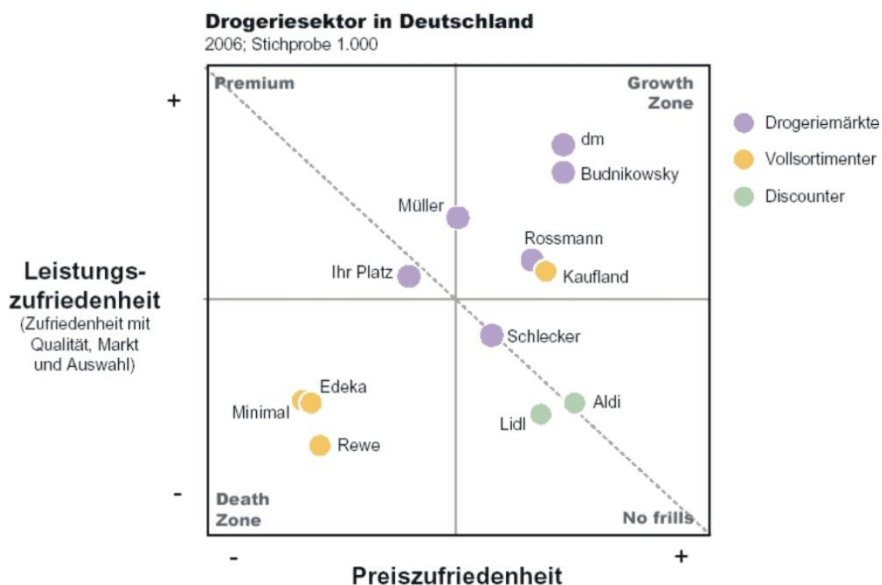 Drogeriesektor in Deutschland
2006; Stichprobe 1.000
Premium
Growth
Zone
+
dm
Budnikowsky
Müller
Rossmann
Kaufland
Ihr Platz
Schlecker
Edeka
Minimal
Rewe
Aldi
Lidl
Death
Zone
No frills
-
Leistungs-
zufriedenheit
(Zufriedenheit mit
Qualität, Markt
und Auswahl)
-
+
Preiszufriedenheit
Drogeriemärkte
Vollsortimenter
Discounter